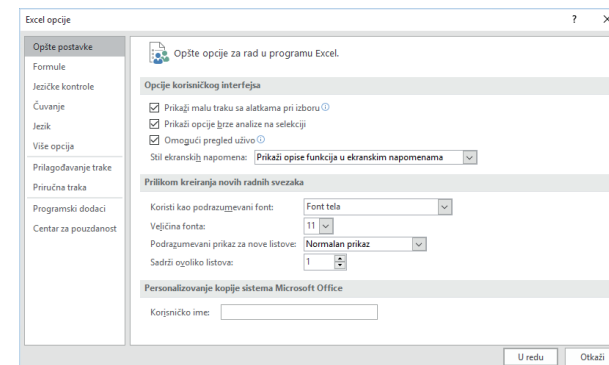 Excel opcije ?
Opšte postavke
Formule
Jezičke kontrole
Čuvanje
Jezik
Više opcija
Prilagođavanje trake
Priručna traka
Programski dodaci
Centar za pouzdanost
Opšte opcije za rad u programu Excel.
Opcije korisničkog interfejsa
Prikaži malu traku sa alatkama pri izboru
Prikaži opcije brze analize na selekciji
Omogući pregled uživo
Stil ekranskih napomena: Prikaži opise funkcija u ekranskim napomenama
Prilikom kreiranja novih radnih svezaka
Koristi kao podrazumevani font: Font tela
Veličina fonta: 11
Podrazumevani prikaz za nove listove: Normalan prikaz
Sadrži ovoliko listova: 1
Personalizovanje kopije sistema Microsoft Office
Korisničko ime:
U redu Otkaži